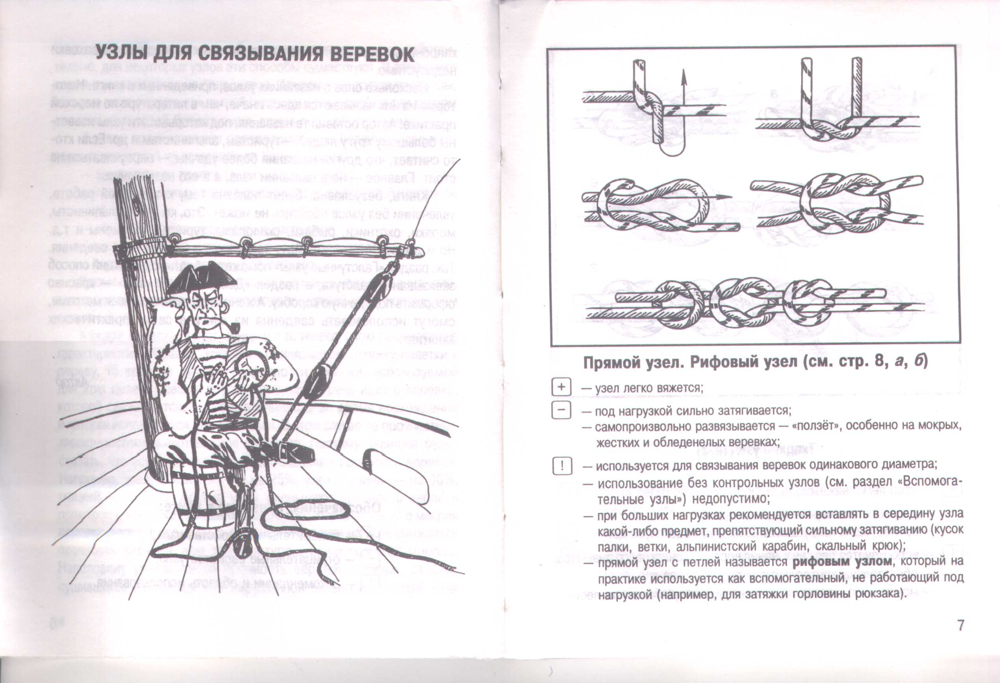 УЗЛЫ ДЛЯ СВЯЗЫВАНИЯ ВЕРЕВОК
Прямой узел. Рифовый узел (см. стр. 8, а, б)
+ — узел легко вяжется;
− — под нагрузкой сильно затягивается;
— самопроизвольно развязывается — «ползёт», особенно на мокрых,
жестких и обледенелых веревках;
! — используется для связывания веревок одинакового диаметра;
— использование без контрольных узлов (см. раздел «Вспомога-
тельные узлы») недопустимо;
— при больших нагрузках рекомендуется вставлять в середину узла
какой-либо предмет, препятствующий сильному затягиванию (кусок
палки, ветки, альпинистский карабин, скальный крюк);
— прямой узел с петлей называется рифовым узлом, который на
практике используется как вспомогательный, не работающий под
нагрузкой (например, для затяжки горловины рюкзака).
7